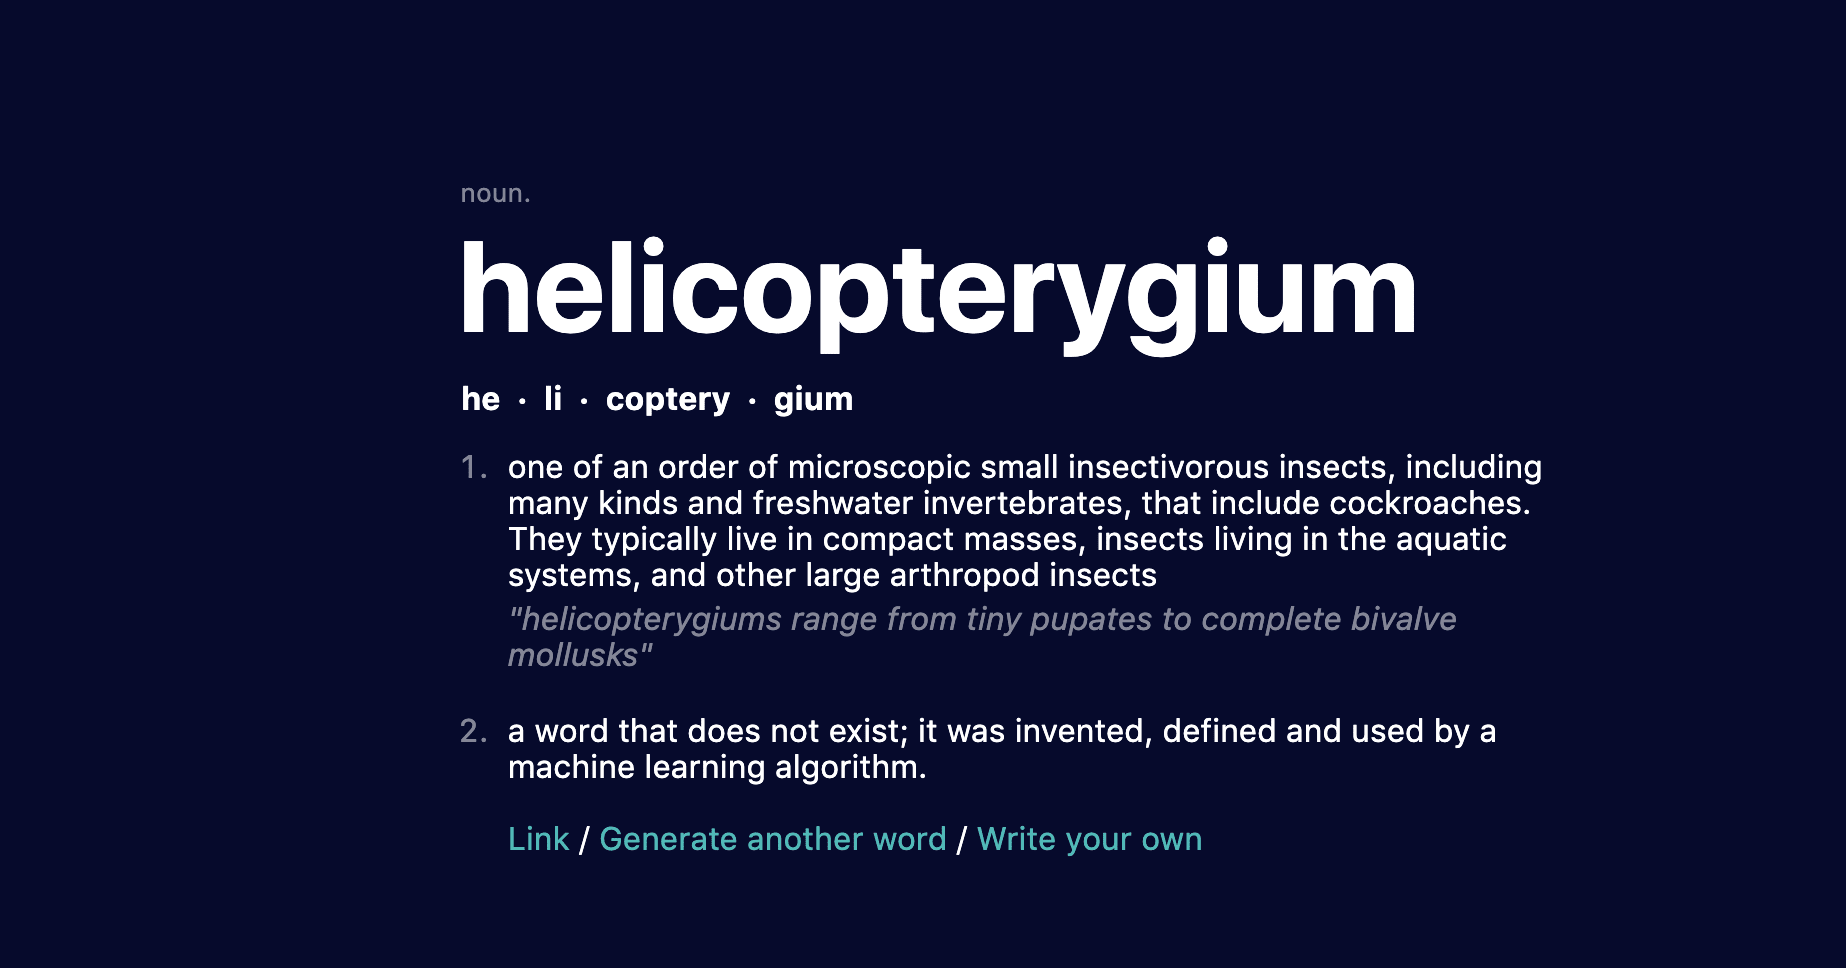 noun.
helicopterygium
he · li · coptery · gium
1. one of an order of microscopic small insectivorous insects, including
many kinds and freshwater invertebrates, that include cockroaches.
They typically live in compact masses, insects living in the aquatic
systems, and other large arthropod insects
"helicopterygiums range from tiny pupates to complete bivalve
mollusks"
2. a word that does not exist; it was invented, defined and used by a
machine learning algorithm.
Link / Generate another word / Write your own